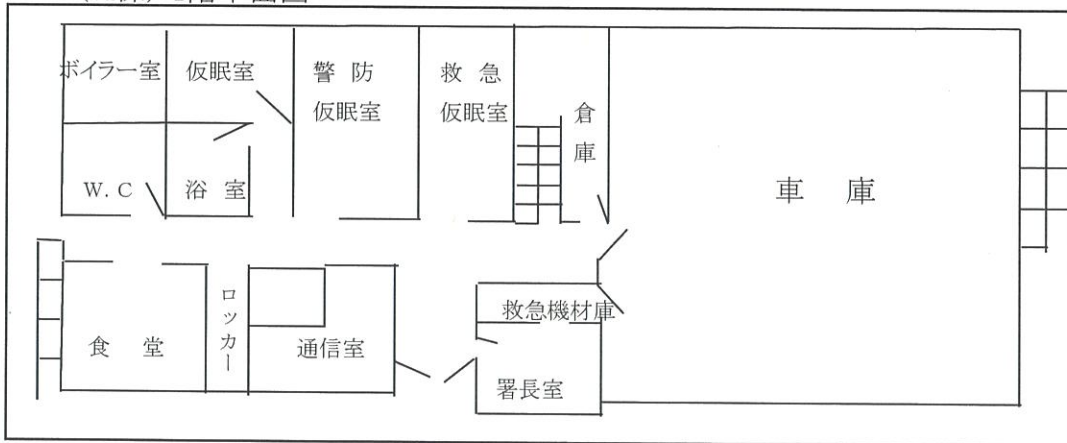 ボイラー室
仮眠室
警 防
仮眠室
救 急
仮眠室
倉
庫
車 庫
W.C
浴 室
食 堂
ロッカー
通信室
救急機材庫
署長室